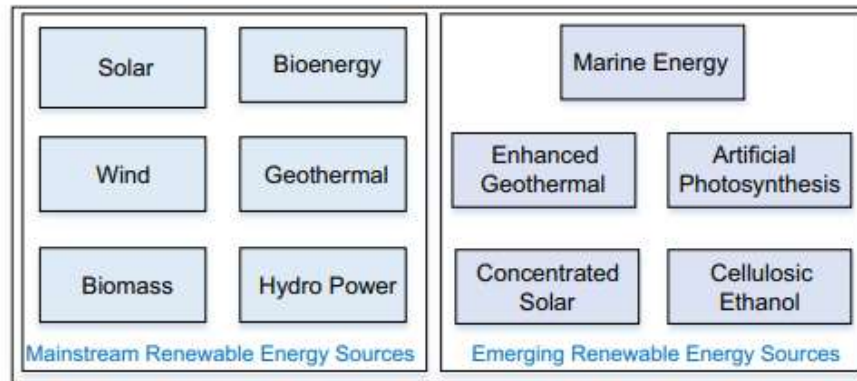 Solar
Bioenergy
Wind
Geothermal
Biomass
Hydro Power
Mainstream Renewable Energy Sources
Marine Energy
Enhanced
Geothermal
Artificial
Photosynthesis
Concentrated
Solar
Cellulosic
Ethanol
Emerging Renewable Energy Sources